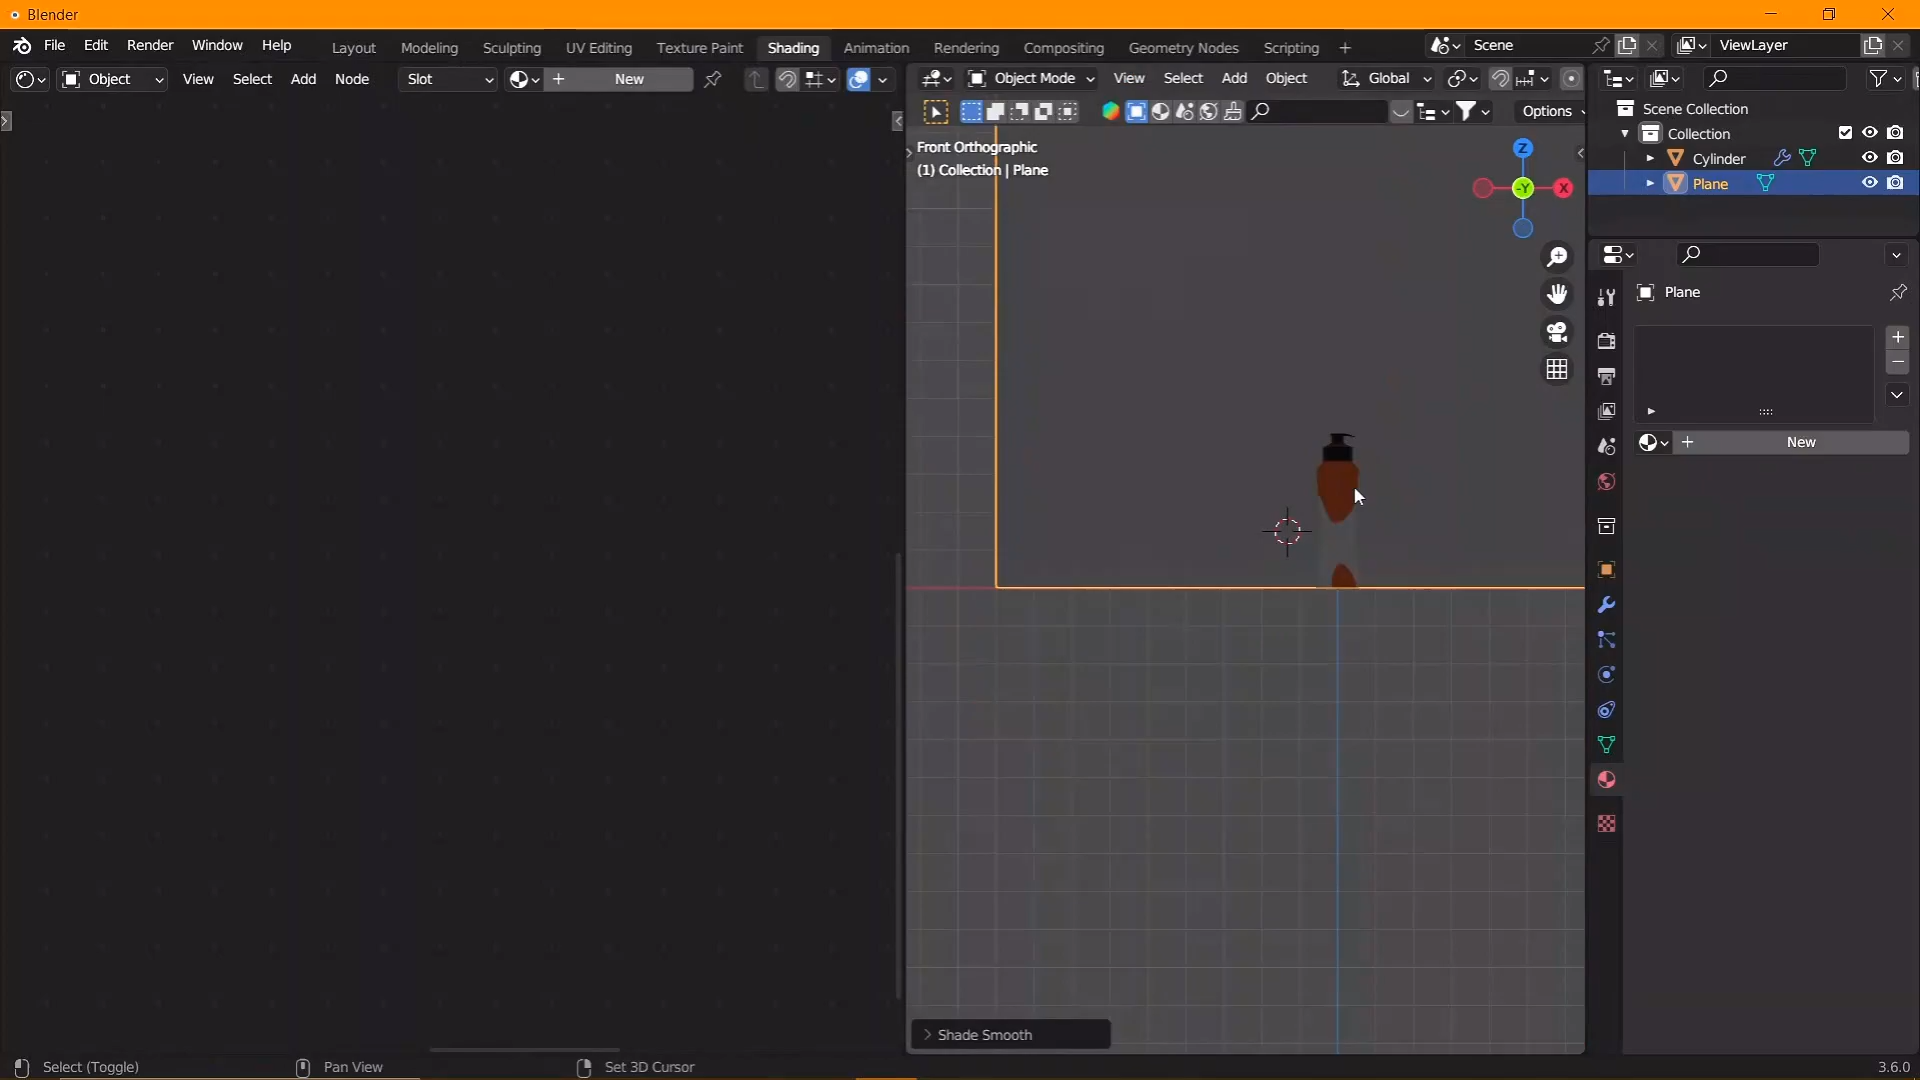 Blender
File Edit Render Window Help Layout Modeling Sculpting UV Editing Texture Paint Shading Animation Rendering Compositing Geometry Nodes Scripting + Scene ViewLayer
Object View Select Add Node Slot New Object Mode View Select Add Object Global
Options
Scene Collection
Collection
Cylinder
Plane
Front Orthographic
(1) Collection | Plane
Z
-Y X
Plane
New
Shade Smooth
Select (Toggle) Pan View Set 3D Cursor 3.6.0